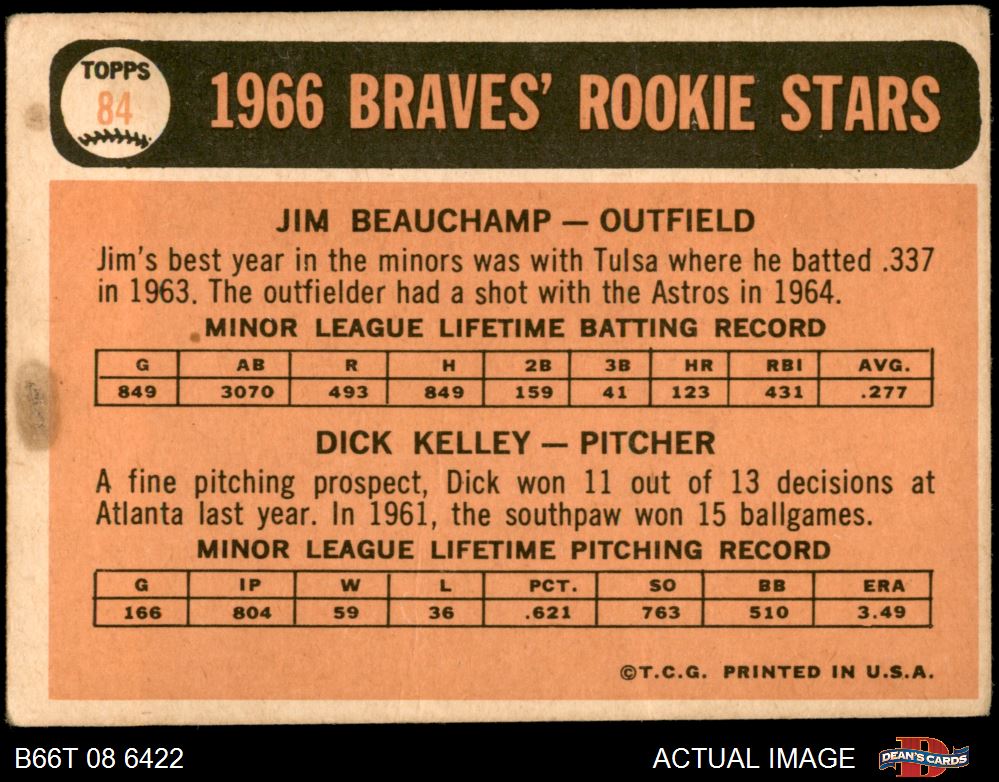 TOPPS
84
1966 BRAVES' ROOKIE STARS
JIM BEAUCHAMP — OUTFIELD
Jim's best year in the minors was with Tulsa where he batted .337
in 1963. The outfielder had a shot with the Astros in 1964.
MINOR LEAGUE LIFETIME BATTING RECORD
G AB R H 2B 3B HR RBI AVG.
849 3070 493 849 159 41 123 431 .277
DICK KELLEY — PITCHER
A fine pitching prospect, Dick won 11 out of 13 decisions at
Atlanta last year. In 1961, the southpaw won 15 ballgames.
MINOR LEAGUE LIFETIME PITCHING RECORD
G IP W L PCT. SO BB ERA
166 804 59 36 .621 763 510 3.49
©T.C.G. PRINTED IN U.S.A.
B66T 08 6422
ACTUAL IMAGE
DEAN'S CARDS